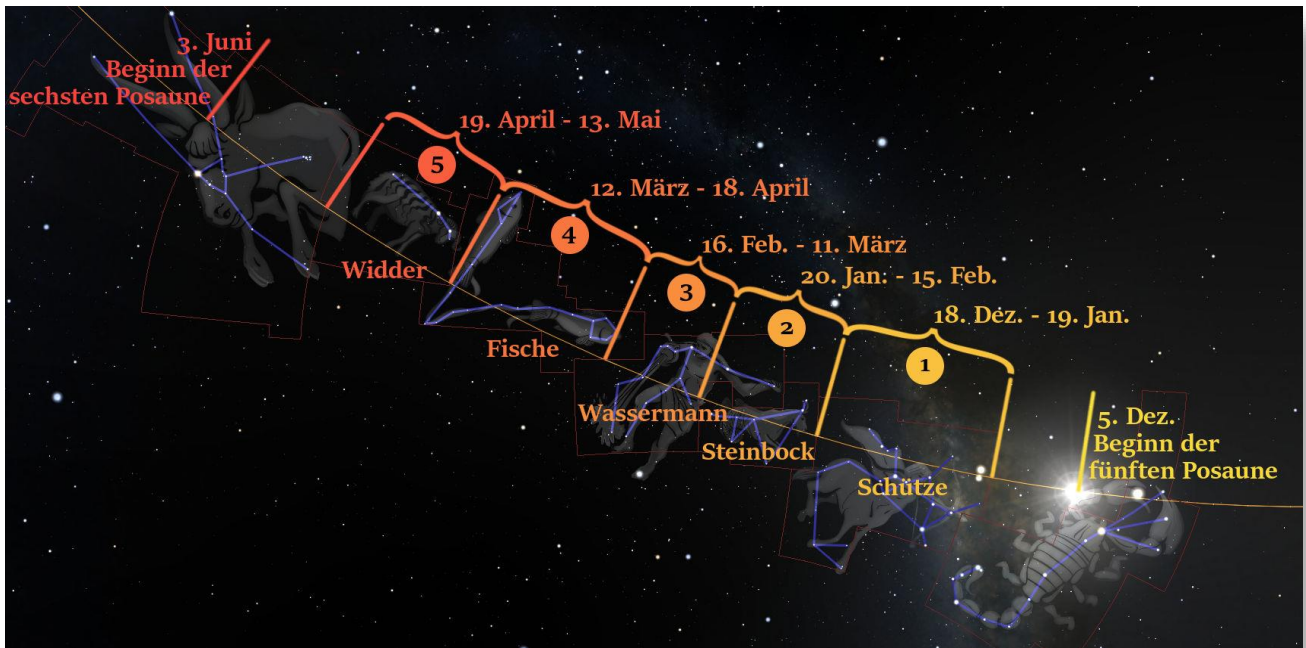 3. Juni
Beginn der
sechsten Posaune
19. April - 13. Mai
5
12. März - 18. April
4
16. Feb. - 11. März
3
20. Jan. - 15. Feb.
2
18. Dez. - 19. Jan.
1
Widder
Fische
Wassermann
Steinbock
Schütze
5. Dez.
Beginn der
fünften Posaune